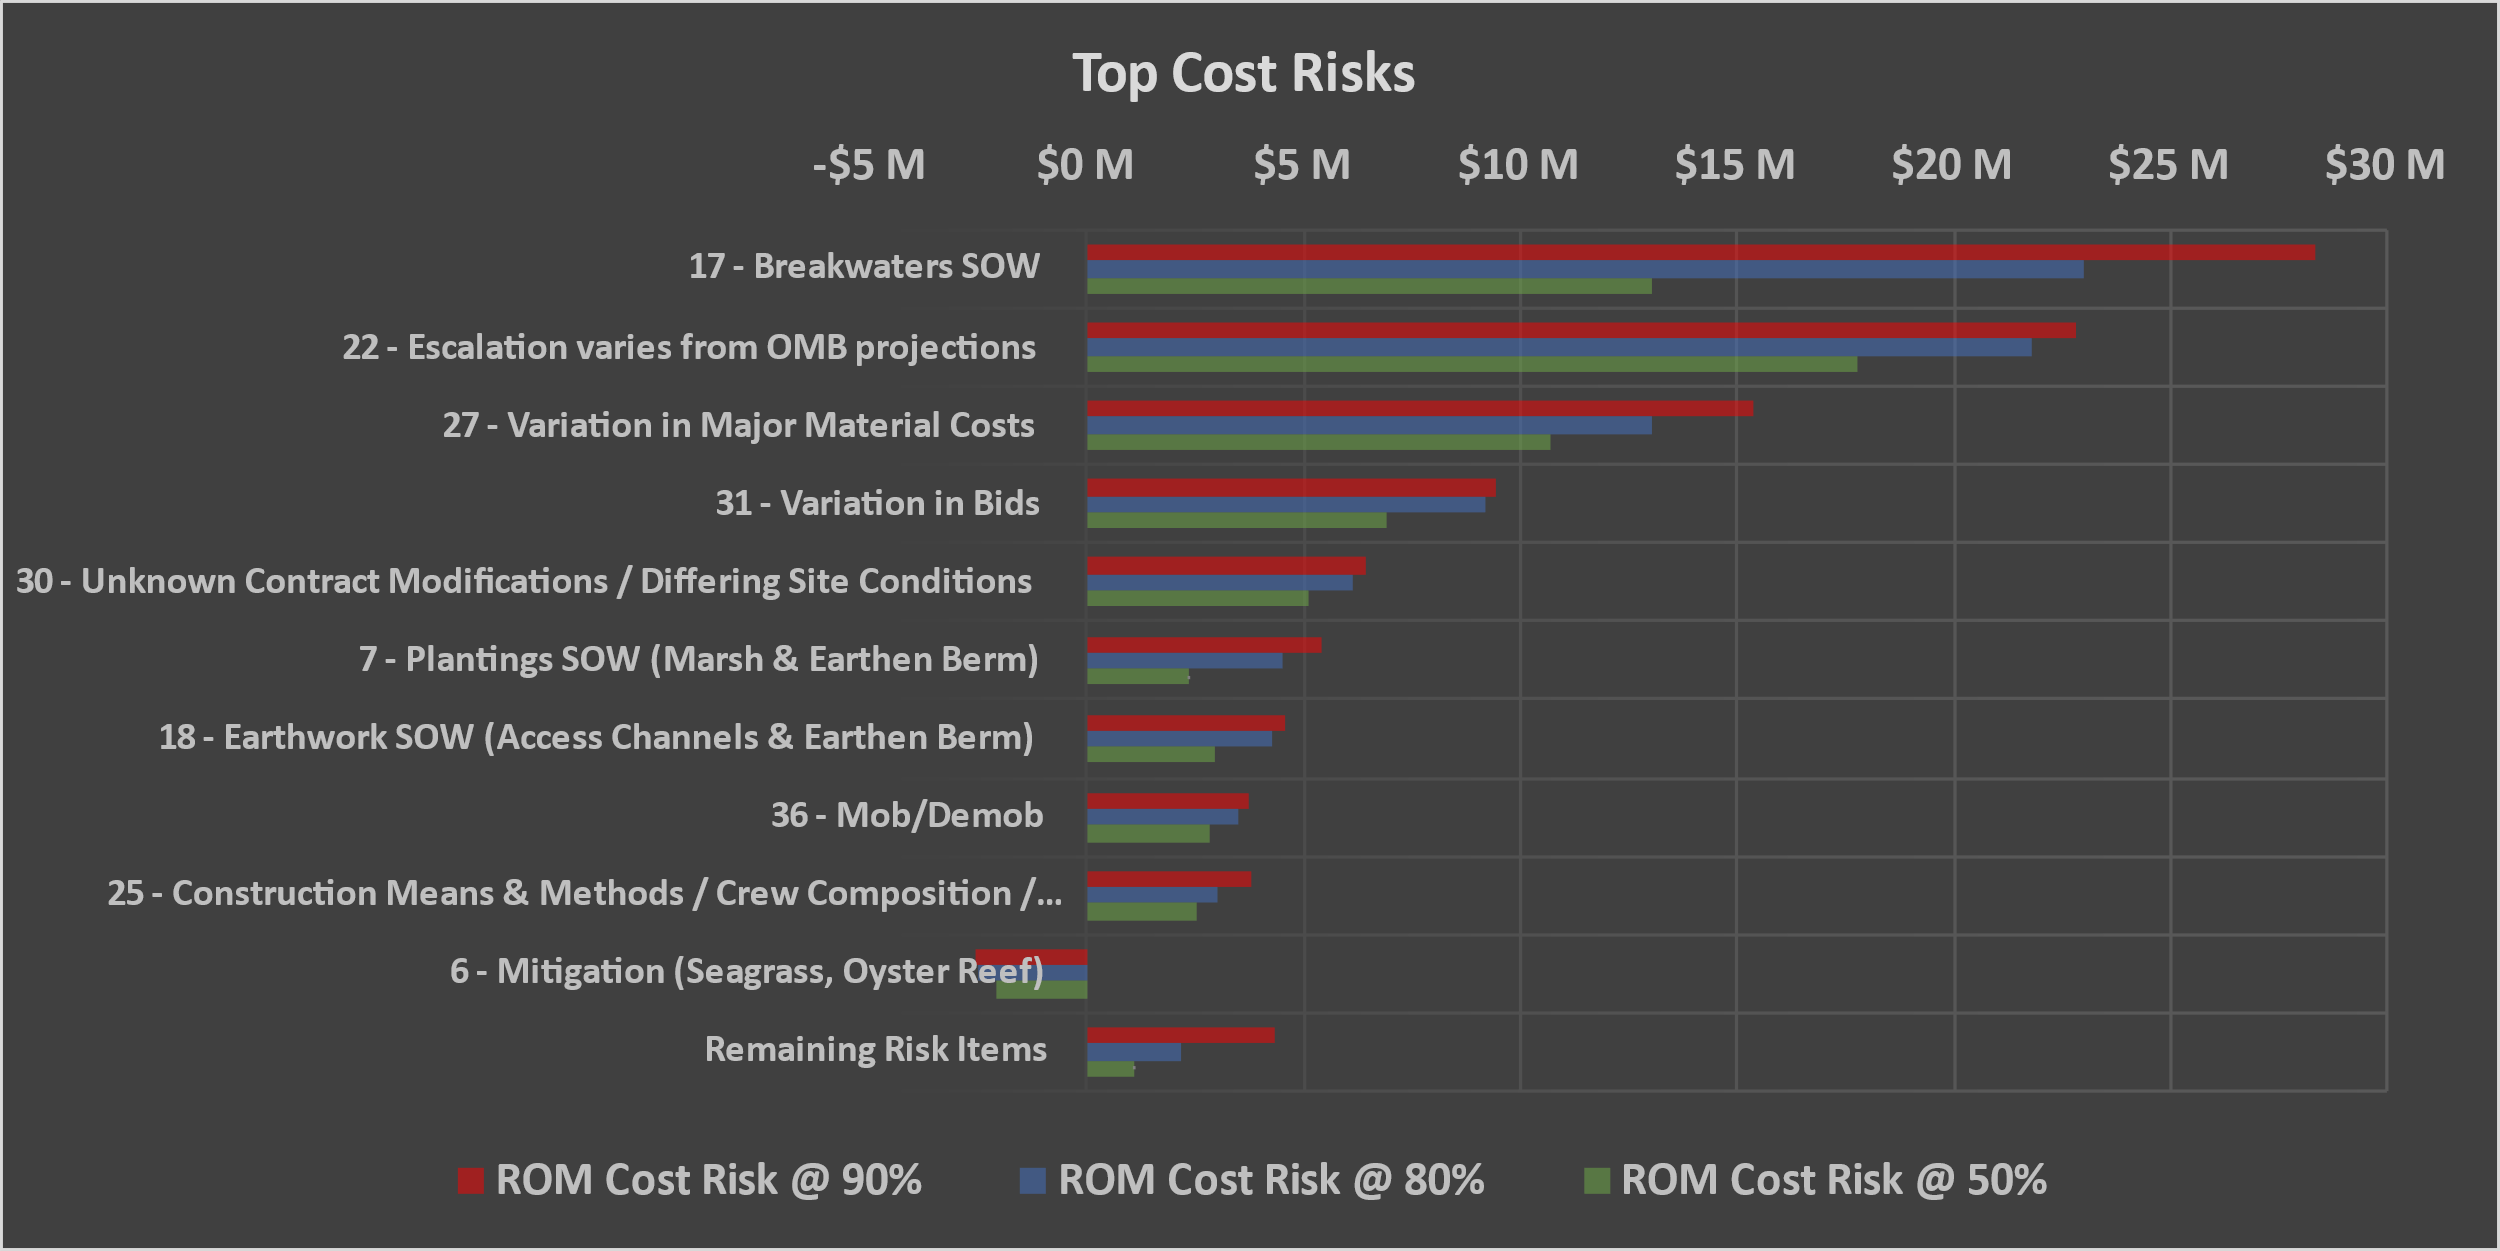 Top Cost Risks
-$5 M $0 M $5 M $10 M $15 M $20 M $25 M $30 M
17 - Breakwaters SOW
22 - Escalation varies from OMB projections
27 - Variation in Major Material Costs
31 - Variation in Bids
30 - Unknown Contract Modifications / Differing Site Conditions
7 - Plantings SOW (Marsh & Earthen Berm)
18 - Earthwork SOW (Access Channels & Earthen Berm)
36 - Mob/Demob
25 - Construction Means & Methods / Crew Composition /...
6 - Mitigation (Seagrass, Oyster Reef)
Remaining Risk Items
ROM Cost Risk @ 90% ROM Cost Risk @ 80% ROM Cost Risk @ 50%